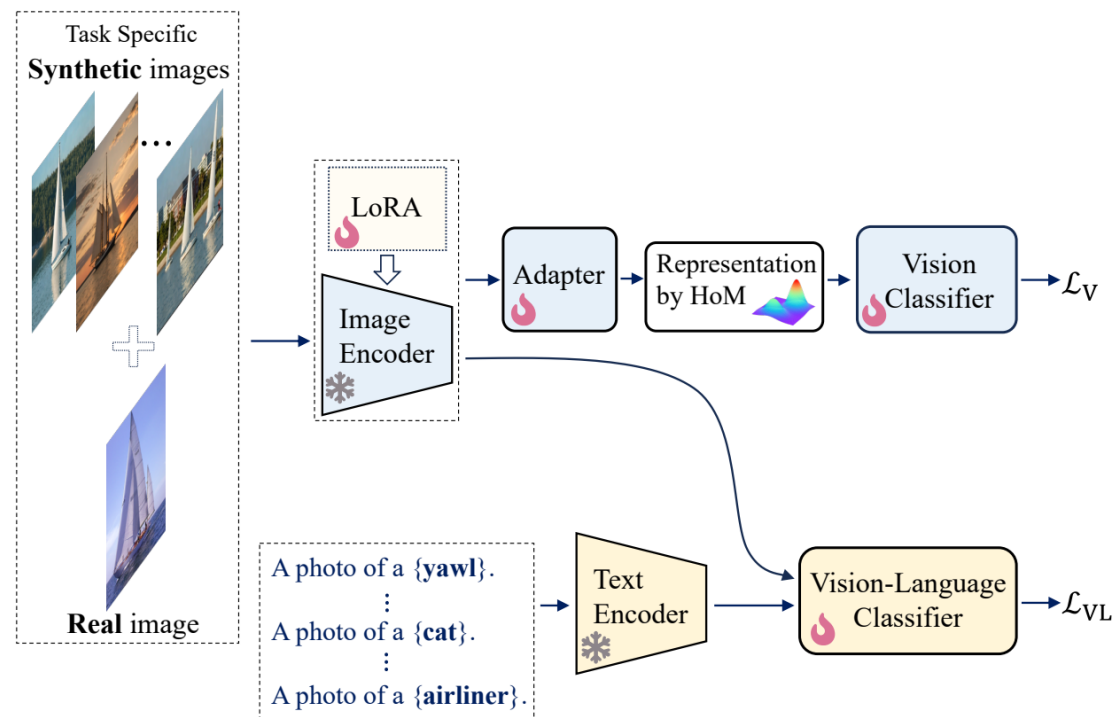 Task Specific
Synthetic images
...
Real image
LoRA
Image
Encoder
Adapter
Representation
by HoM
Vision
Classifier
ℒV
A photo of a {yawl}.
⋮
A photo of a {cat}.
⋮
A photo of a {airliner}.
Text
Encoder
Vision-Language
Classifier
ℒVL